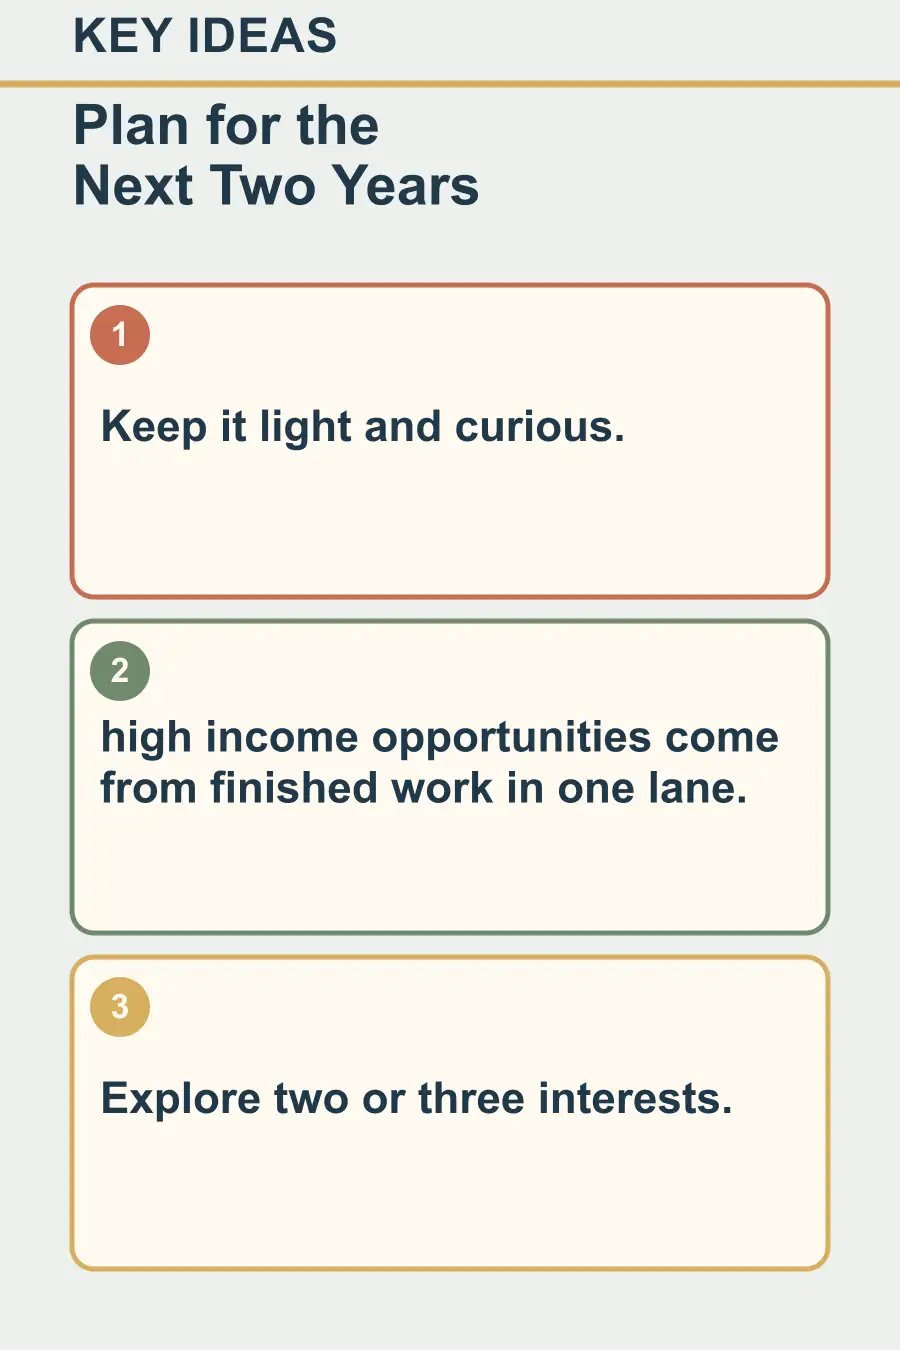 KEY IDEAS
Plan for the
Next Two Years
1
Keep it light and curious.
2
high income opportunities come
from finished work in one lane.
3
Explore two or three interests.